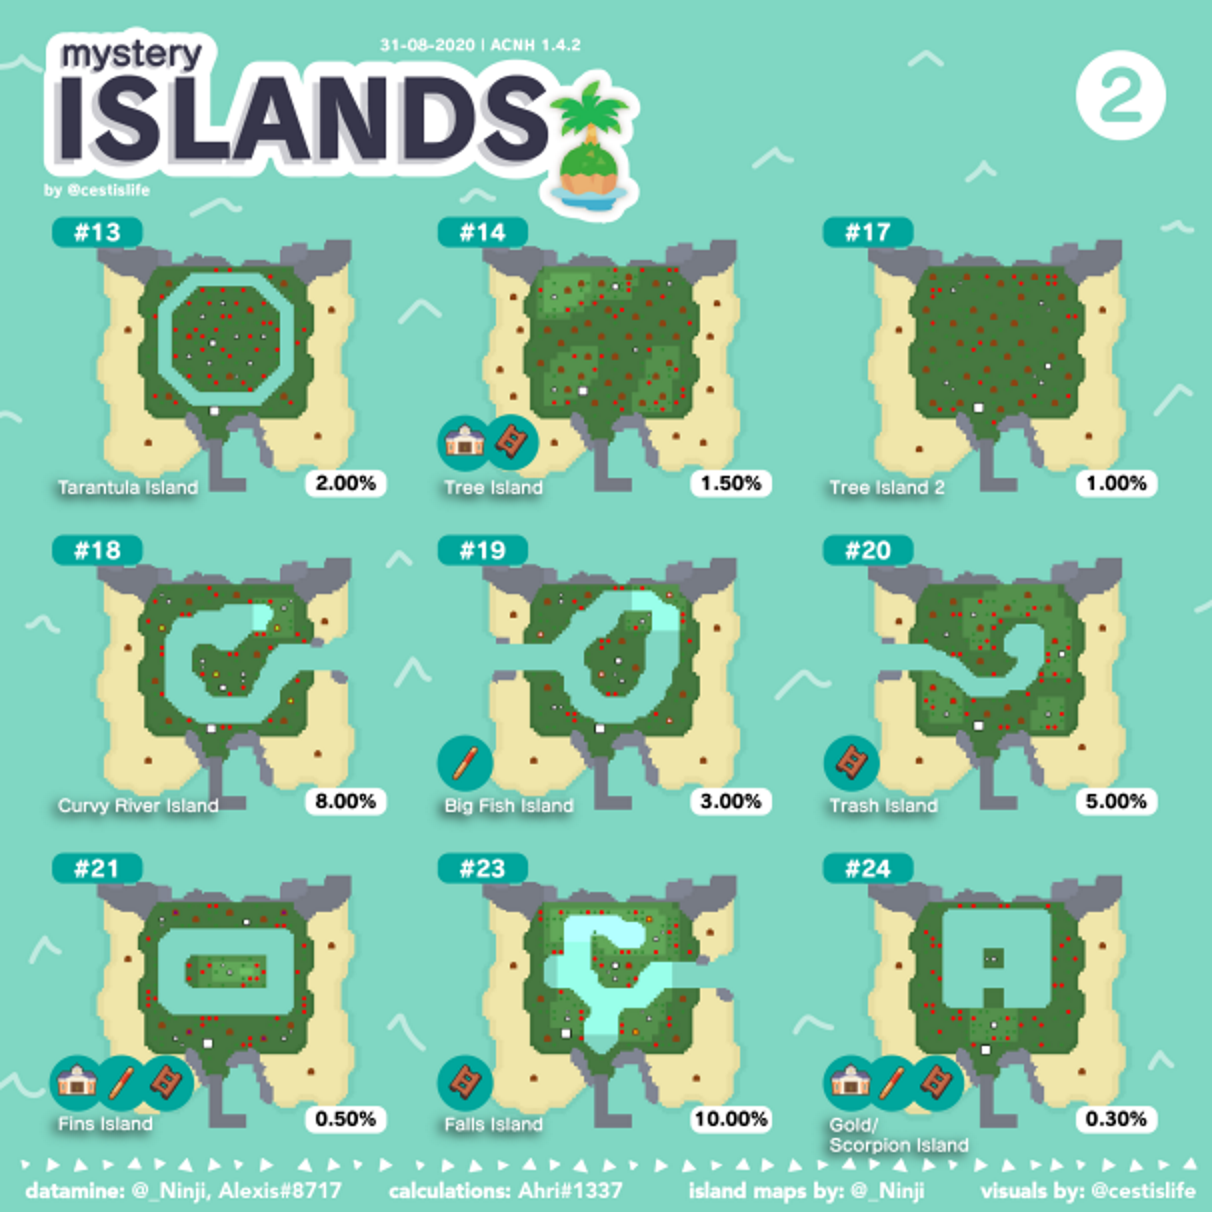 mystery
31-08-2020 | ACNH 1.4.2
ISLANDS
2
by @cestislife
#13
#14
#17
Tarantula Island
2.00%
Tree Island
1.50%
Tree Island 2
1.00%
#18
#19
#20
Curvy River Island
8.00%
Big Fish Island
3.00%
Trash Island
5.00%
#21
#23
#24
Fins Island
0.50%
Falls Island
10.00%
Gold/
Scorpion Island
0.30%
datamine: @_Ninji, Alexis#8717
calculations: Ahri#1337
island maps by: @_Ninji
visuals by: @cestislife